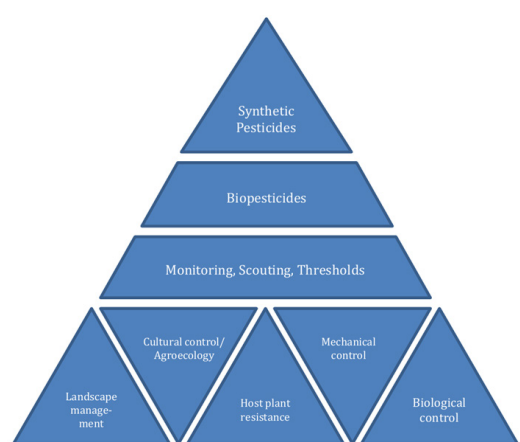 Synthetic
Pesticides
Biopesticides
Monitoring, Scouting, Thresholds
Cultural control/
Agroecology
Mechanical
control
Landscape
manage-
ment
Host plant
resistance
Biological
control